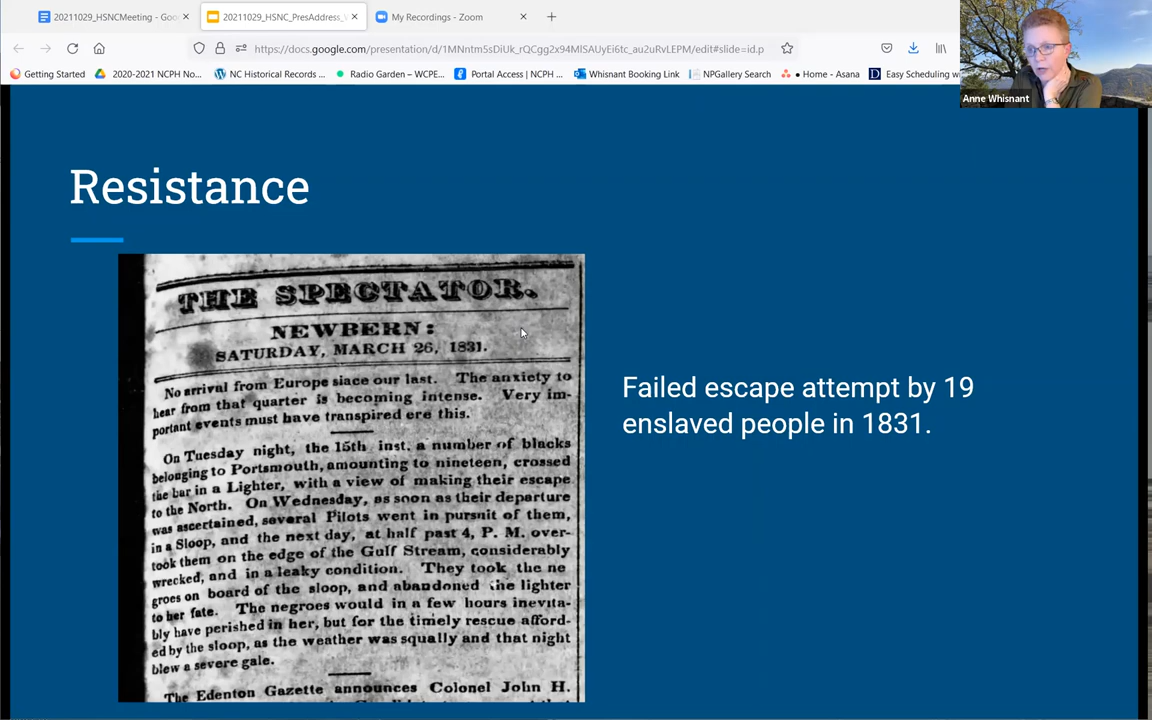 20211029_HSNCMeeting - Goo
20211029_HSNC_PresAddress_
My Recordings - Zoom
https://docs.google.com/presentation/d/1MNntm5sDiUk_rQCgg2x94MlSAUyEi6tc_au2uRvLEPM/edit#slide=id.p
Getting Started
2020-2021 NCPH No...
NC Historical Records ...
Radio Garden – WCPE...
Portal Access | NCPH ...
Whisnant Booking Link
NPGallery Search
• Home - Asana
Easy Scheduling w
Anne Whisnant
Resistance
THE SPECTATOR.
NEWBERN:
SATURDAY, MARCH 26, 1831.
No arrival from Europe siace our last. The anxiety to
hear from that quarter is becoming intense. Very im-
portant events must have transpired ere this.
On Tuesday night, the 15th inst. a number of blacks
belonging to Portsmouth, amounting to nineteen, crossed
the bar in a Lighter, with a view of making their escape
to the North. On Wednesday, as soon as their departure
was ascertained, several Pilots went in pursuit of them,
in a Sloop, and the next day, at half past 4, P. M. over-
took them on the edge of the Gulf Stream, considerably
wrecked, and in a leaky condition. They took the ne
groes on board of the sloop, and abandoned the lighter
to her fate. The negroes would in a few hours inevita-
bly have perished in her, but for the timely rescue afford-
ed by the sloop, as the weather was squally and that night
blew a severe gale.
The Edenton Gazette announces Colonel John H.
Failed escape attempt by 19
enslaved people in 1831.